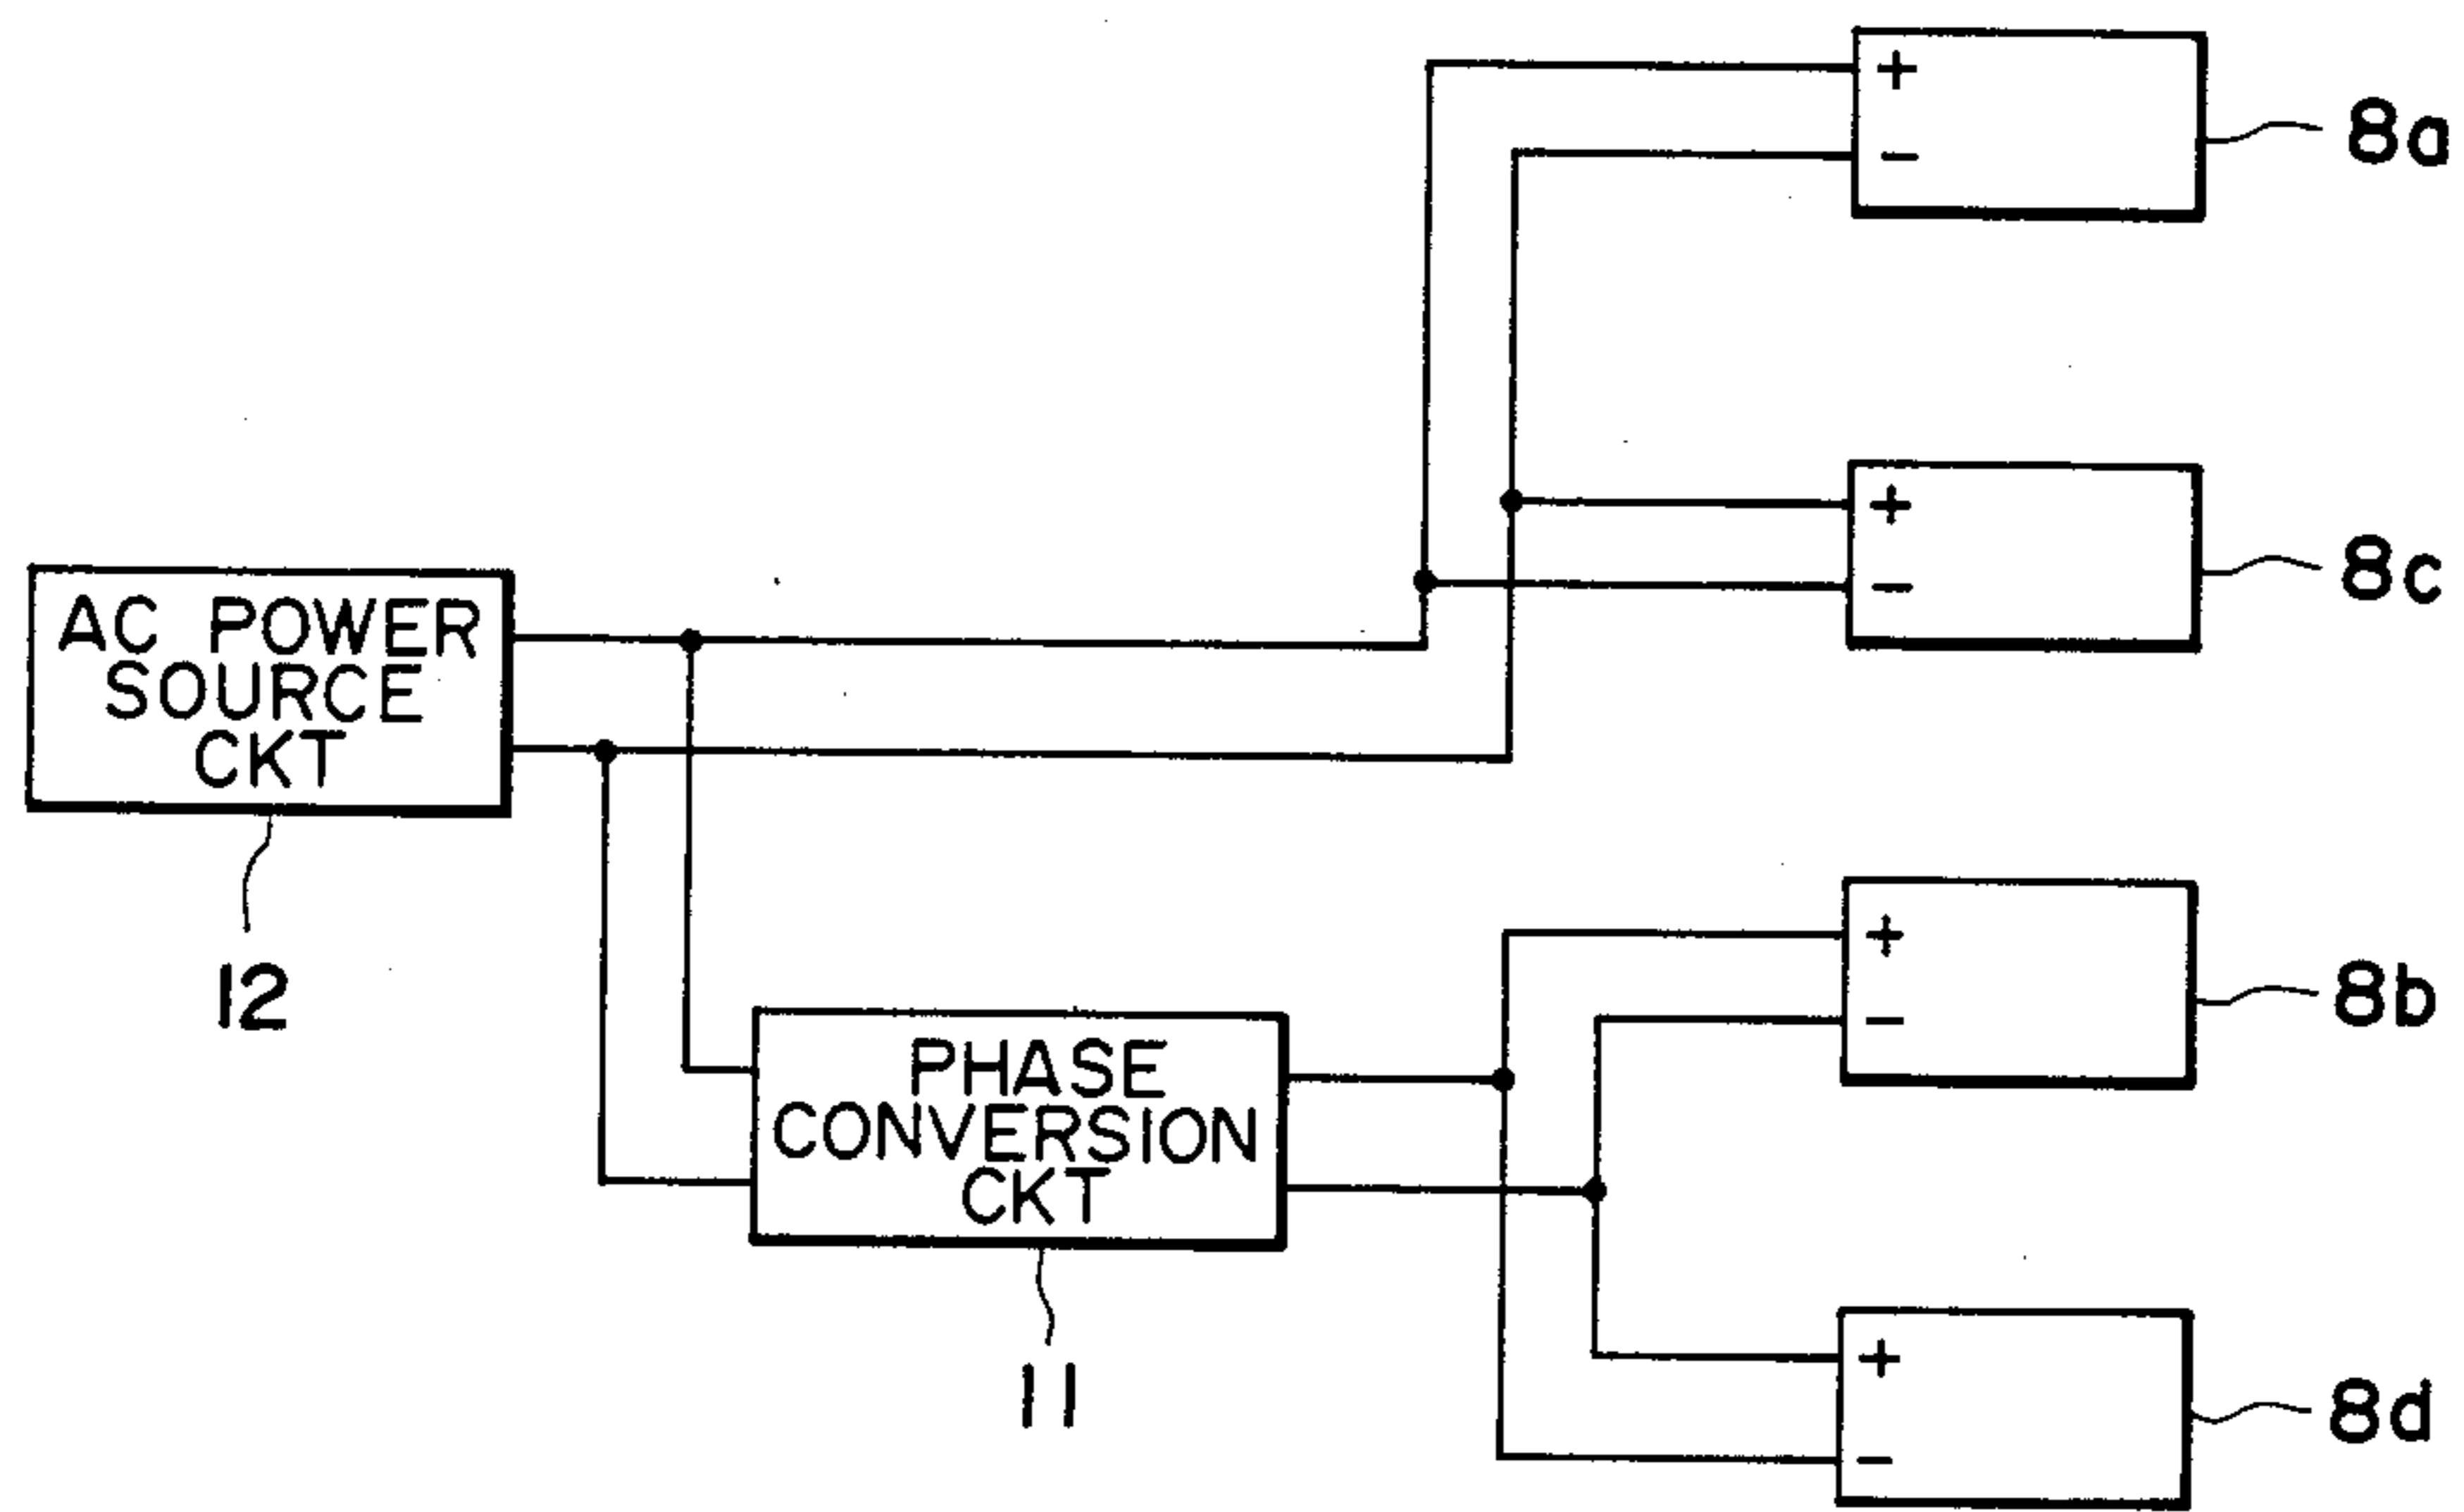 +
−
8a
+
−
8c
AC POWER
SOURCE
CKT
12
+
−
8b
PHASE
CONVERSION
CKT
11
+
−
8d